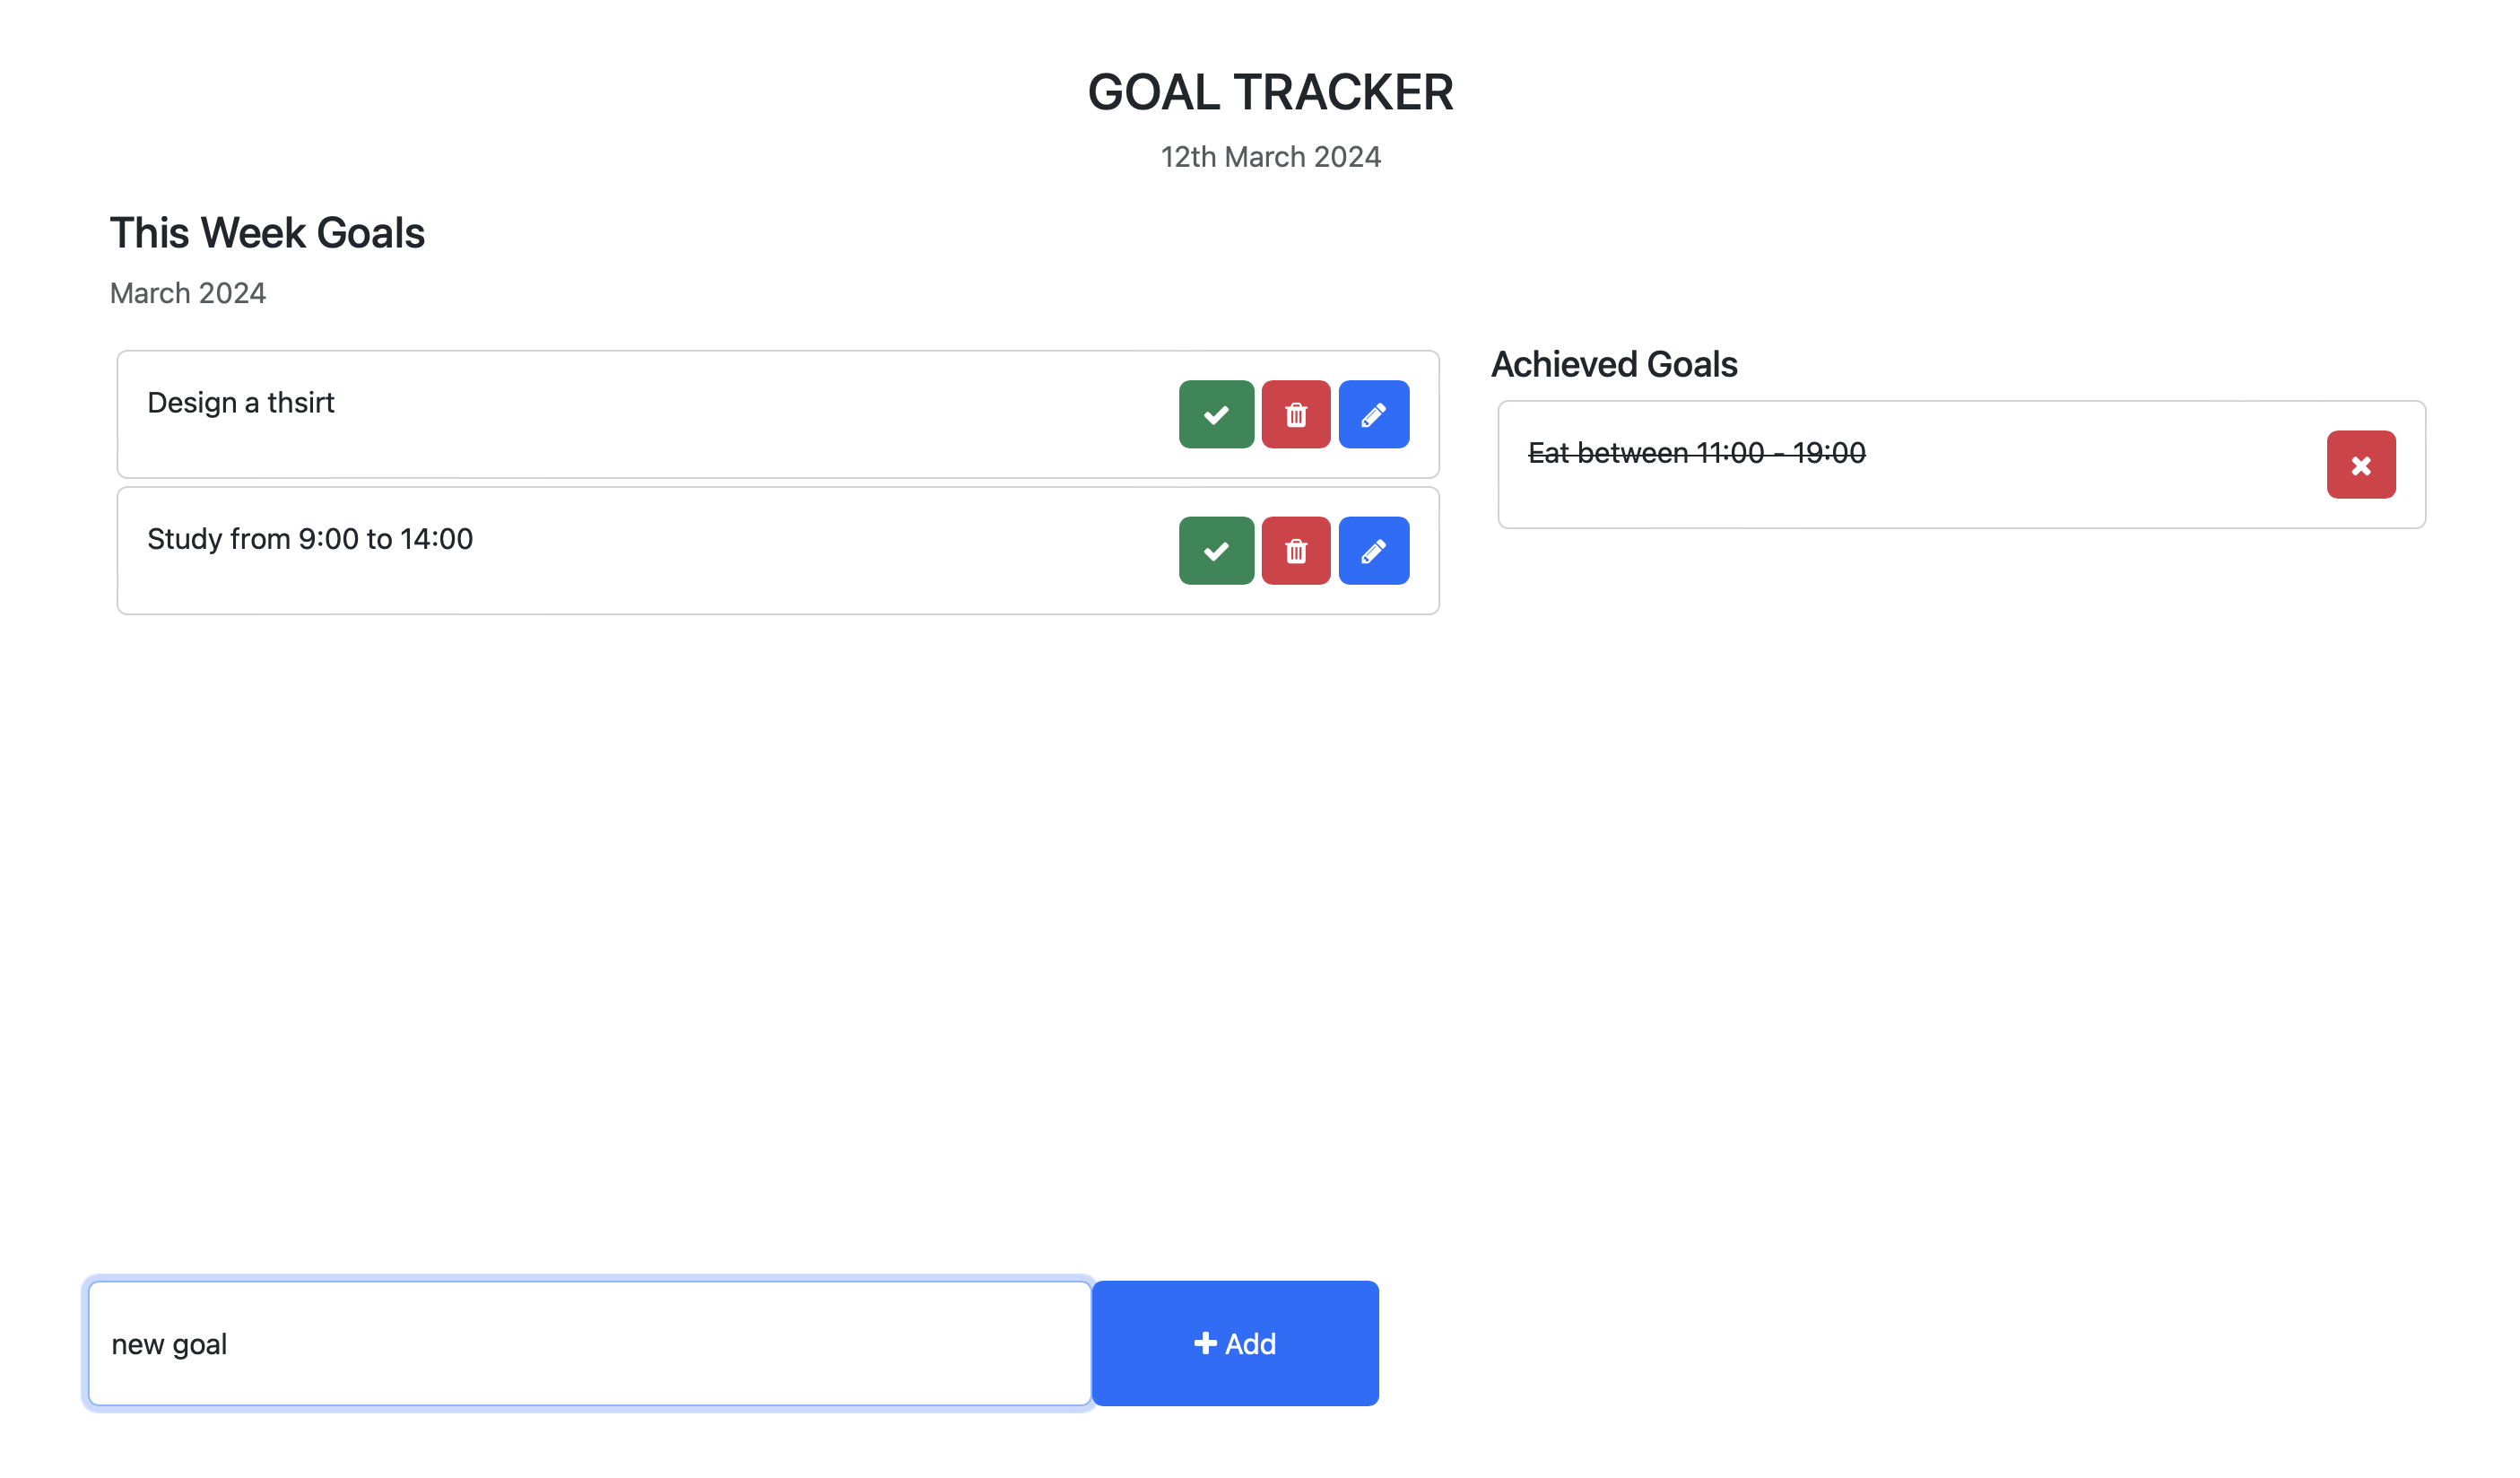 GOAL TRACKER
12th March 2024
This Week Goals
March 2024
Design a thsirt
Study from 9:00 to 14:00
Achieved Goals
Eat between 11:00 - 19:00
new goal
Add